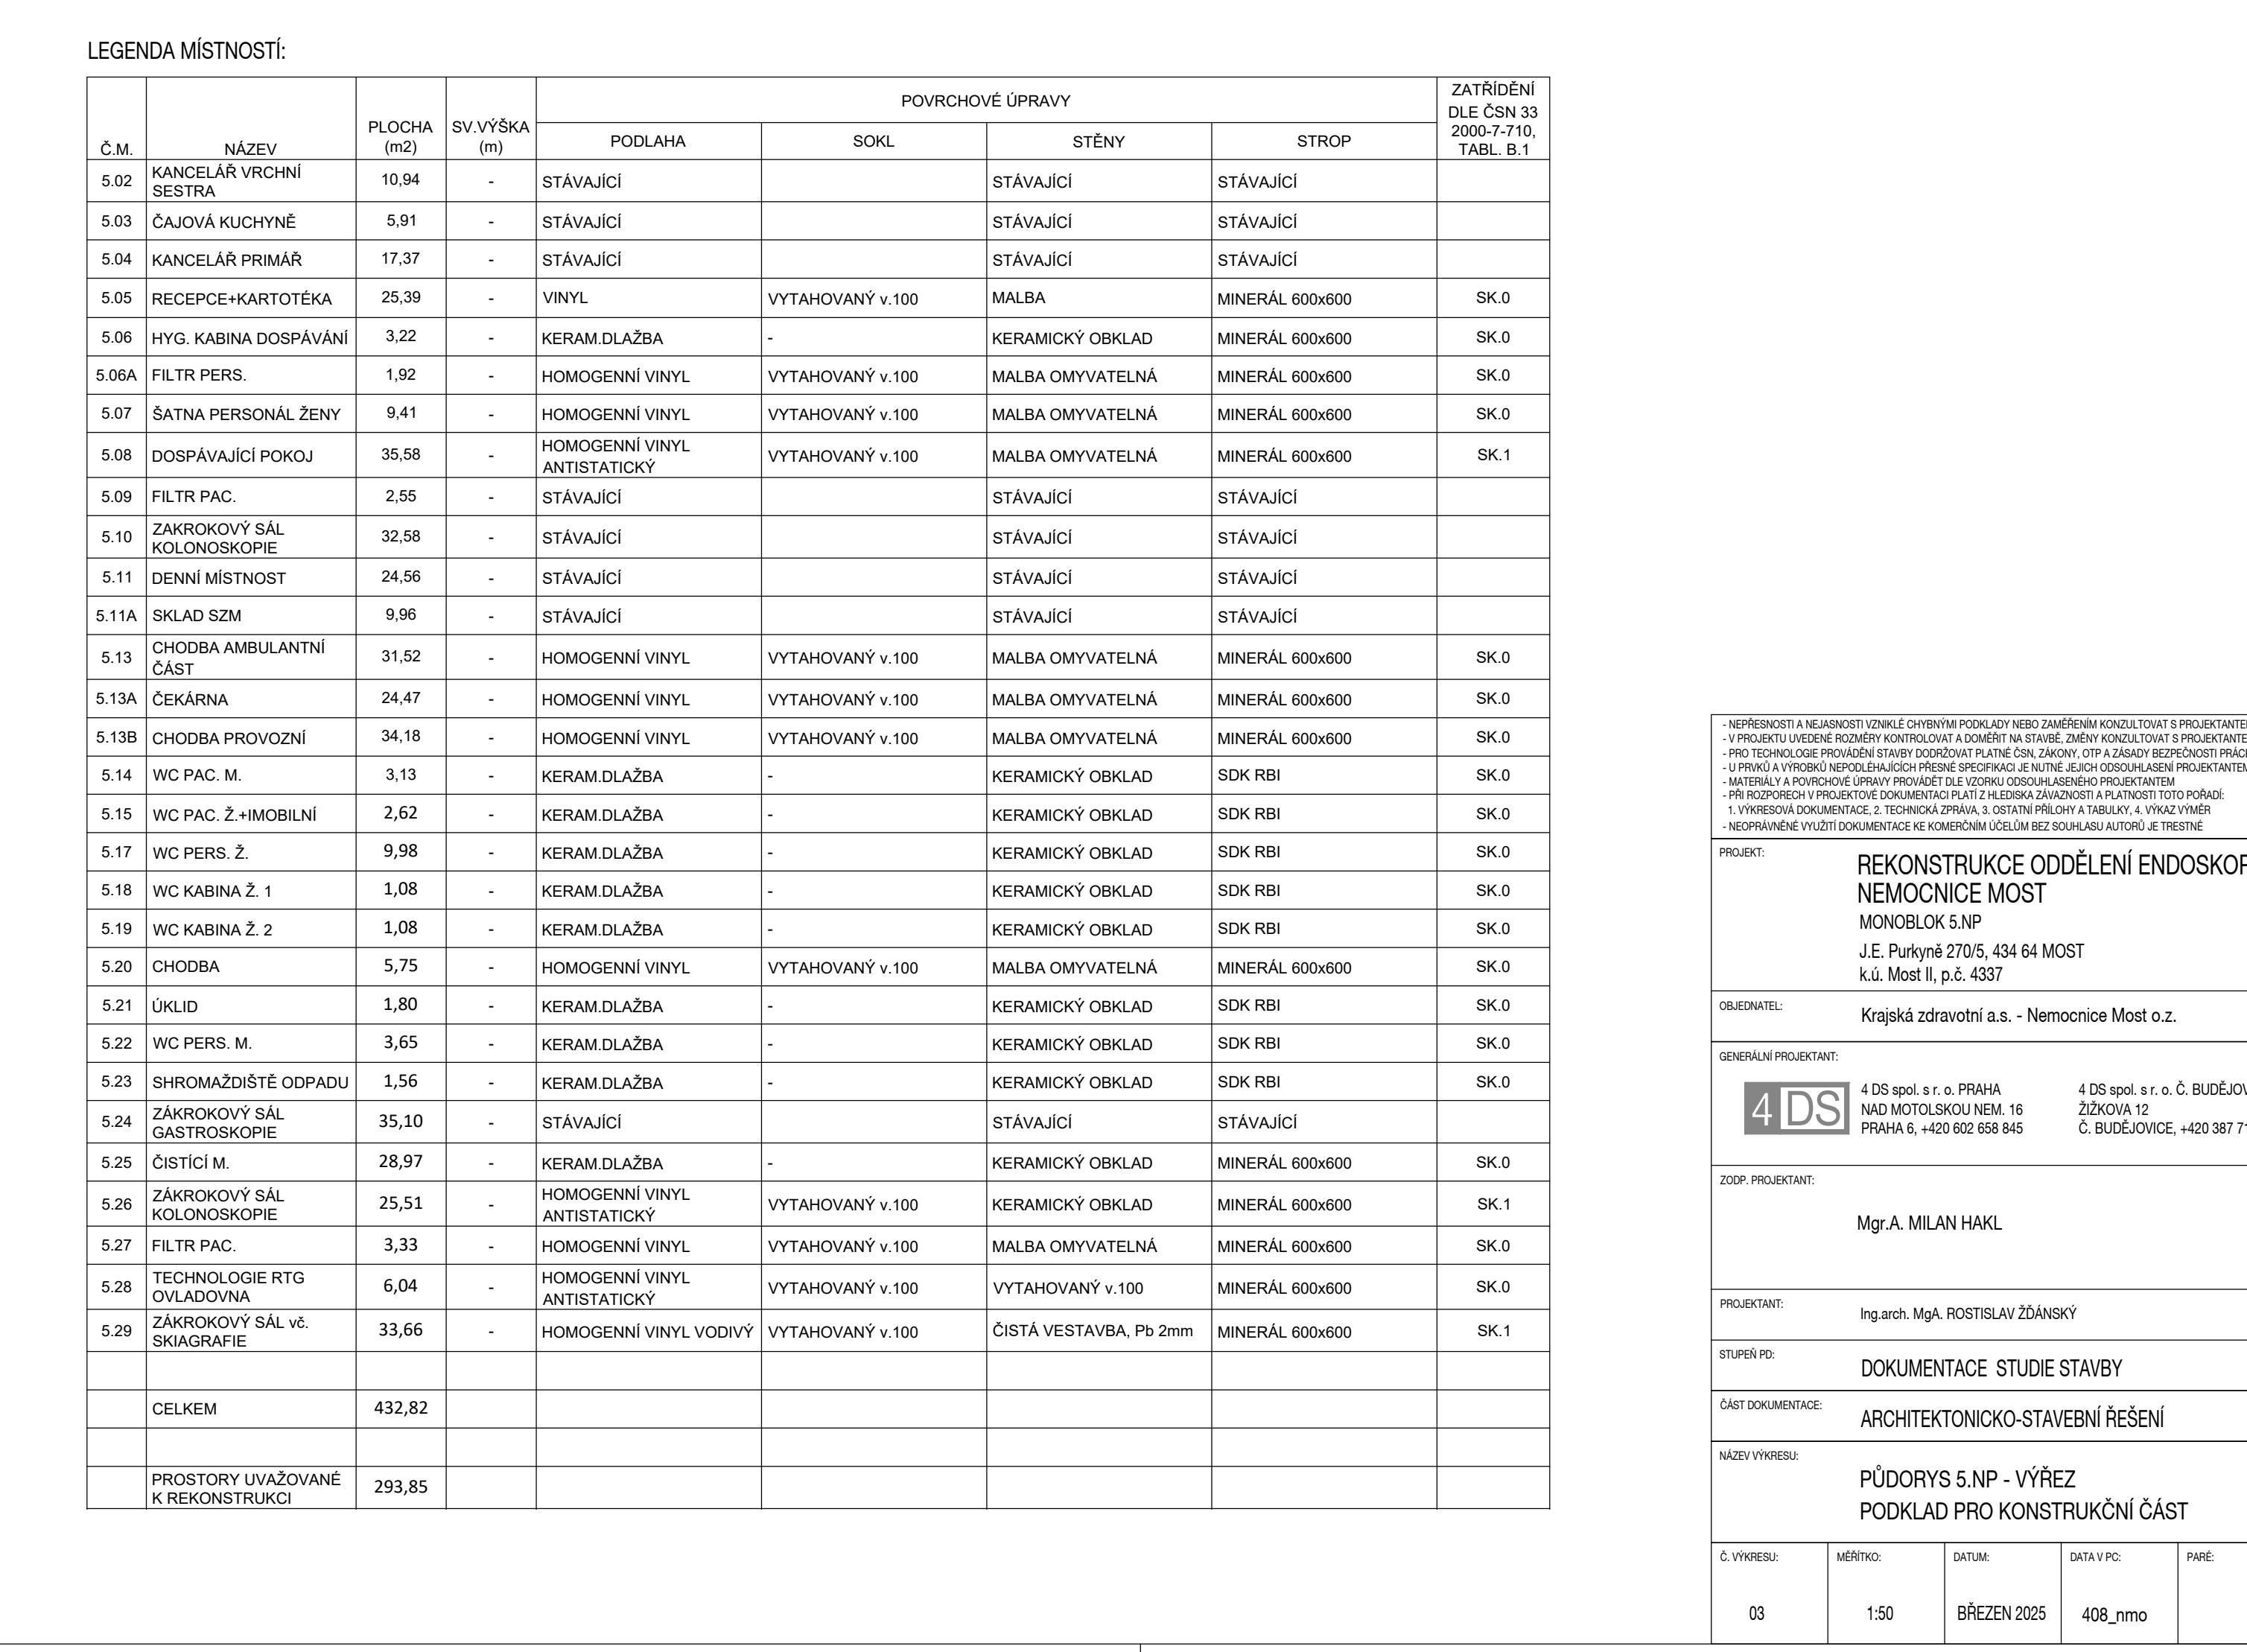 LEGENDA MÍSTNOSTÍ:
Č.M. NÁZEV PLOCHA (m2) SV.VÝŠKA (m) POVRCHOVÉ ÚPRAVY ZATŘÍDĚNÍ DLE ČSN 33 2000-7-710, TABL. B.1
PODLAHA SOKL STĚNY STROP
5.02 KANCELÁŘ VRCHNÍ SESTRA 10,94 - STÁVAJÍCÍ STÁVAJÍCÍ STÁVAJÍCÍ
5.03 ČAJOVÁ KUCHYNĚ 5,91 - STÁVAJÍCÍ STÁVAJÍCÍ STÁVAJÍCÍ
5.04 KANCELÁŘ PRIMÁŘ 17,37 - STÁVAJÍCÍ STÁVAJÍCÍ STÁVAJÍCÍ
5.05 RECEPCE+KARTOTÉKA 25,39 - VINYL VYTAHOVANÝ v.100 MALBA MINERÁL 600x600 SK.0
5.06 HYG. KABINA DOSPÁVÁNÍ 3,22 - KERAM.DLAŽBA - KERAMICKÝ OBKLAD MINERÁL 600x600 SK.0
5.06A FILTR PERS. 1,92 - HOMOGENNÍ VINYL VYTAHOVANÝ v.100 MALBA OMYVATELNÁ MINERÁL 600x600 SK.0
5.07 ŠATNA PERSONÁL ŽENY 9,41 - HOMOGENNÍ VINYL VYTAHOVANÝ v.100 MALBA OMYVATELNÁ MINERÁL 600x600 SK.0
5.08 DOSPÁVAJÍCÍ POKOJ 35,58 - HOMOGENNÍ VINYL ANTISTATICKÝ VYTAHOVANÝ v.100 MALBA OMYVATELNÁ MINERÁL 600x600 SK.1
5.09 FILTR PAC. 2,55 - STÁVAJÍCÍ STÁVAJÍCÍ STÁVAJÍCÍ
5.10 ZAKROKOVÝ SÁL KOLONOSKOPIE 32,58 - STÁVAJÍCÍ STÁVAJÍCÍ STÁVAJÍCÍ
5.11 DENNÍ MÍSTNOST 24,56 - STÁVAJÍCÍ STÁVAJÍCÍ STÁVAJÍCÍ
5.11A SKLAD SZM 9,96 - STÁVAJÍCÍ STÁVAJÍCÍ STÁVAJÍCÍ
5.13 CHODBA AMBULANTNÍ ČÁST 31,52 - HOMOGENNÍ VINYL VYTAHOVANÝ v.100 MALBA OMYVATELNÁ MINERÁL 600x600 SK.0
5.13A ČEKÁRNA 24,47 - HOMOGENNÍ VINYL VYTAHOVANÝ v.100 MALBA OMYVATELNÁ MINERÁL 600x600 SK.0
5.13B CHODBA PROVOZNÍ 34,18 - HOMOGENNÍ VINYL VYTAHOVANÝ v.100 MALBA OMYVATELNÁ MINERÁL 600x600 SK.0
5.14 WC PAC. M. 3,13 - KERAM.DLAŽBA - KERAMICKÝ OBKLAD SDK RBI SK.0
5.15 WC PAC. Ž.+IMOBILNÍ 2,62 - KERAM.DLAŽBA - KERAMICKÝ OBKLAD SDK RBI SK.0
5.17 WC PERS. Ž. 9,98 - KERAM.DLAŽBA - KERAMICKÝ OBKLAD SDK RBI SK.0
5.18 WC KABINA Ž. 1 1,08 - KERAM.DLAŽBA - KERAMICKÝ OBKLAD SDK RBI SK.0
5.19 WC KABINA Ž. 2 1,08 - KERAM.DLAŽBA - KERAMICKÝ OBKLAD SDK RBI SK.0
5.20 CHODBA 5,75 - HOMOGENNÍ VINYL VYTAHOVANÝ v.100 MALBA OMYVATELNÁ MINERÁL 600x600 SK.0
5.21 ÚKLID 1,80 - KERAM.DLAŽBA - KERAMICKÝ OBKLAD SDK RBI SK.0
5.22 WC PERS. M. 3,65 - KERAM.DLAŽBA - KERAMICKÝ OBKLAD SDK RBI SK.0
5.23 SHROMAŽDIŠTĚ ODPADU 1,56 - KERAM.DLAŽBA - KERAMICKÝ OBKLAD SDK RBI SK.0
5.24 ZÁKROKOVÝ SÁL GASTROSKOPIE 35,10 - STÁVAJÍCÍ STÁVAJÍCÍ STÁVAJÍCÍ
5.25 ČISTÍCÍ M. 28,97 - KERAM.DLAŽBA - KERAMICKÝ OBKLAD MINERÁL 600x600 SK.0
5.26 ZÁKROKOVÝ SÁL KOLONOSKOPIE 25,51 - HOMOGENNÍ VINYL ANTISTATICKÝ VYTAHOVANÝ v.100 KERAMICKÝ OBKLAD MINERÁL 600x600 SK.1
5.27 FILTR PAC. 3,33 - HOMOGENNÍ VINYL VYTAHOVANÝ v.100 MALBA OMYVATELNÁ MINERÁL 600x600 SK.0
5.28 TECHNOLOGIE RTG OVLADOVNA 6,04 - HOMOGENNÍ VINYL ANTISTATICKÝ VYTAHOVANÝ v.100 VYTAHOVANÝ v.100 MINERÁL 600x600 SK.0
5.29 ZÁKROKOVÝ SÁL vč. SKIAGRAFIE 33,66 - HOMOGENNÍ VINYL VODIVÝ VYTAHOVANÝ v.100 ČISTÁ VESTAVBA, Pb 2mm MINERÁL 600x600 SK.1
CELKEM 432,82
PROSTORY UVAŽOVANÉ K REKONSTRUKCI 293,85
- NEPŘESNOSTI A NEJASNOSTI VZNIKLÉ CHYBNÝMI PODKLADY NEBO ZAMĚŘENÍM KONZULTOVAT S PROJEKTANTE
- V PROJEKTU UVEDENÉ ROZMĚRY KONTROLOVAT A DOMĚŘIT NA STAVBĚ, ZMĚNY KONZULTOVAT S PROJEKTANTE
- PRO TECHNOLOGIE PROVÁDĚNÍ STAVBY DODRŽOVAT PLATNÉ ČSN, ZÁKONY, OTP A ZÁSADY BEZPEČNOSTI PRÁCI
- U PRVKŮ A VÝROBKŮ NEPODLÉHAJÍCÍCH PŘESNÉ SPECIFIKACI JE NUTNÉ JEJICH ODSOUHLASENÍ PROJEKTANTEM
- MATERIÁLY A POVRCHOVÉ ÚPRAVY PROVÁDĚT DLE VZORKU ODSOUHLASENÉHO PROJEKTANTEM
- PŘI ROZPORECH V PROJEKTOVÉ DOKUMENTACI PLATÍ Z HLEDISKA ZÁVAZNOSTI A PLATNOSTI TOTO POŘADÍ:
1. VÝKRESOVÁ DOKUMENTACE, 2. TECHNICKÁ ZPRÁVA, 3. OSTATNÍ PŘÍLOHY A TABULKY, 4. VÝKAZ VÝMĚR
- NEOPRÁVNĚNÉ VYUŽITÍ DOKUMENTACE KE KOMERČNÍM ÚČELŮM BEZ SOUHLASU AUTORŮ JE TRESTNÉ
PROJEKT:
REKONSTRUKCE ODDĚLENÍ ENDOSKOP
NEMOCNICE MOST
MONOBLOK 5.NP
J.E. Purkyně 270/5, 434 64 MOST
k.ú. Most II, p.č. 4337
OBJEDNATEL: Krajská zdravotní a.s. - Nemocnice Most o.z.
GENERÁLNÍ PROJEKTANT:
4 DS
4 DS spol. s r. o. PRAHA
NAD MOTOLSKOU NEM. 16
PRAHA 6, +420 602 658 845
4 DS spol. s r. o. Č. BUDĚJOV
ŽIŽKOVA 12
Č. BUDĚJOVICE, +420 387 71
ZODP. PROJEKTANT:
Mgr.A. MILAN HAKL
PROJEKTANT: Ing.arch. MgA. ROSTISLAV ŽĎÁNSKÝ
STUPEŇ PD: DOKUMENTACE STUDIE STAVBY
ČÁST DOKUMENTACE: ARCHITEKTONICKO-STAVEBNÍ ŘEŠENÍ
NÁZEV VÝKRESU:
PŮDORYS 5.NP - VÝŘEZ
PODKLAD PRO KONSTRUKČNÍ ČÁST
Č. VÝKRESU: MĚŘÍTKO: DATUM: DATA V PC: PARÉ:
03 1:50 BŘEZEN 2025 408_nmo